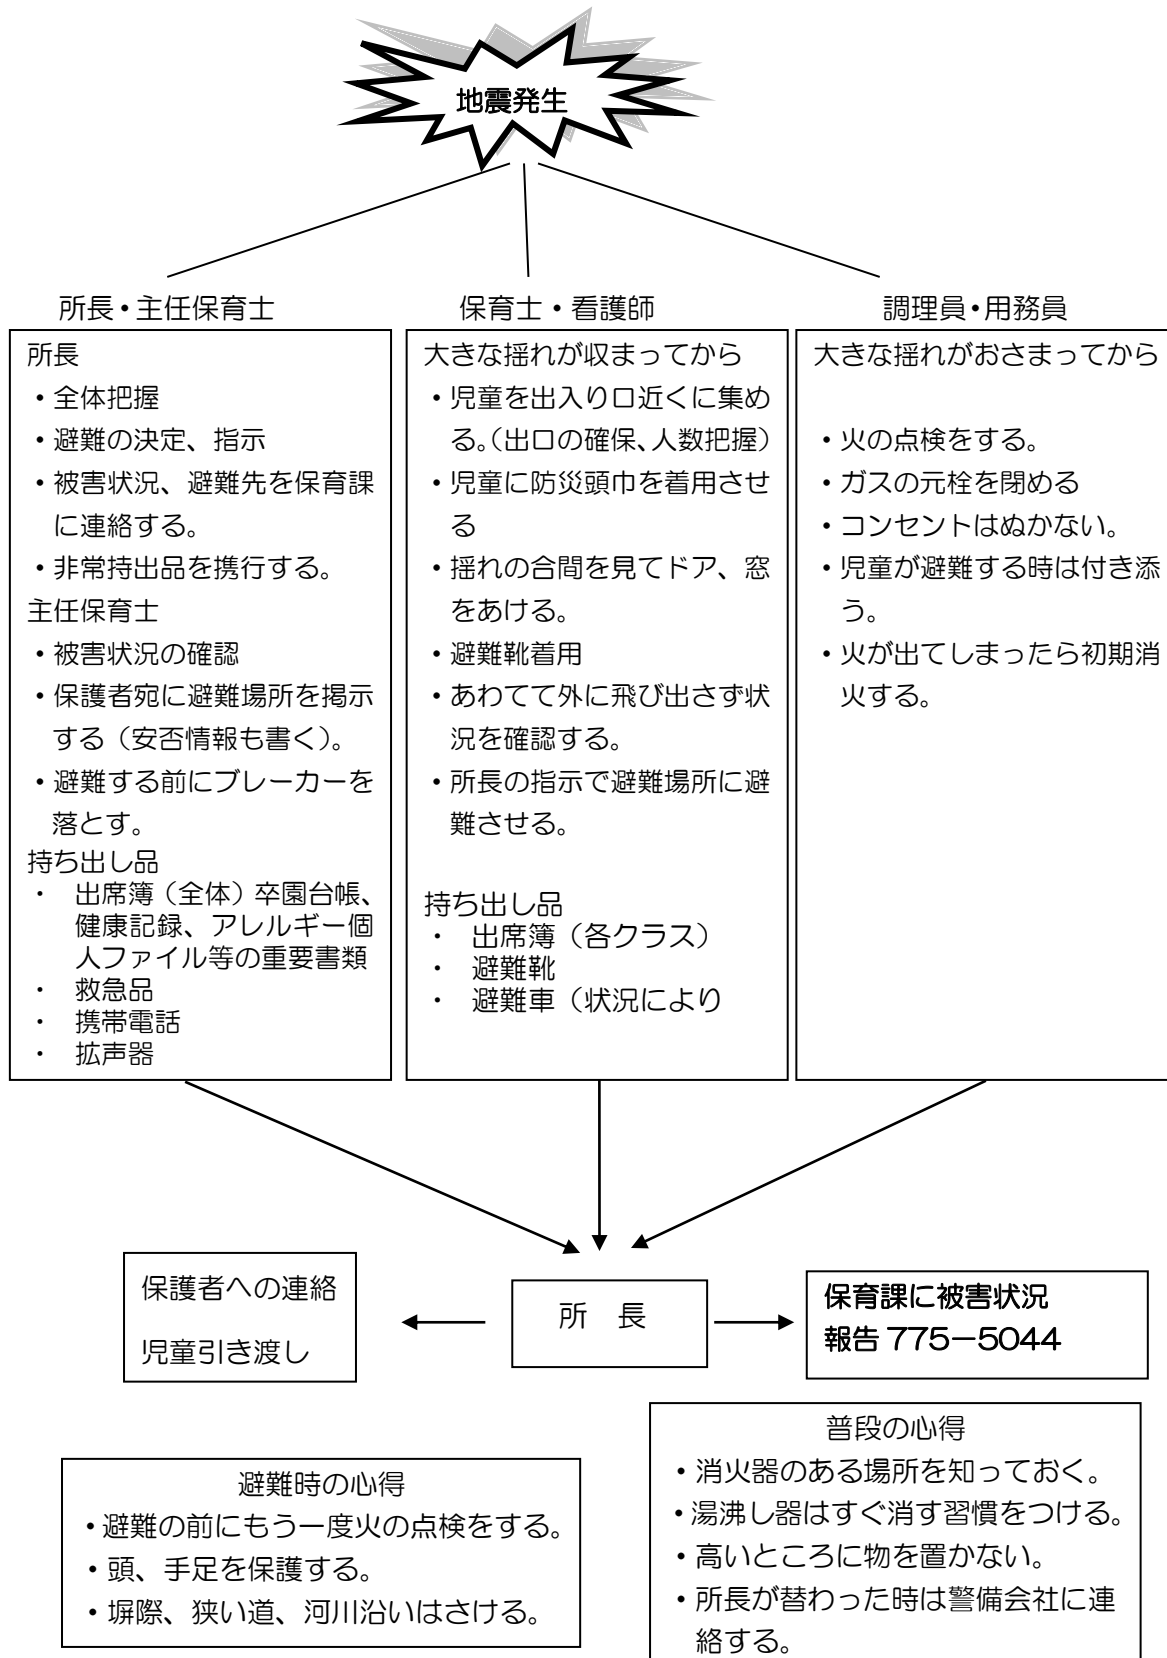 地震発生
所長・主任保育士
所長
・全体把握
・避難の決定、指示
・被害状況、避難先を保育課
に連絡する。
・非常持出品を携行する。
主任保育士
・被害状況の確認
・保護者宛に避難場所を掲示
する（安否情報も書く）。
・避難する前にブレーカーを
落とす。
持ち出し品
・ 出席簿（全体）卒園台帳、
健康記録、アレルギー個
人ファイル等の重要書類
・ 救急品
・ 携帯電話
・ 拡声器
保育士・看護師
大きな揺れが収まってから
・児童を出入り口近くに集め
る。（出口の確保、人数把握）
・児童に防災頭巾を着用させ
る
・揺れの合間を見てドア、窓
をあける。
・避難靴着用
・あわてて外に飛び出さず状
況を確認する。
・所長の指示で避難場所に避
難させる。
持ち出し品
・ 出席簿（各クラス）
・ 避難靴
・ 避難車（状況により
調理員・用務員
大きな揺れがおさまってから
・火の点検をする。
・ガスの元栓を閉める
・コンセントはぬかない。
・児童が避難する時は付き添
う。
・火が出てしまったら初期消
火する。
保護者への連絡
児童引き渡し
所 長
保育課に被害状況
報告 775－5044
避難時の心得
・避難の前にもう一度火の点検をする。
・頭、手足を保護する。
・塀際、狭い道、河川沿いはさける。
普段の心得
・消火器のある場所を知っておく。
・湯沸し器はすぐ消す習慣をつける。
・高いところに物を置かない。
・所長が替わった時は警備会社に連
絡する。